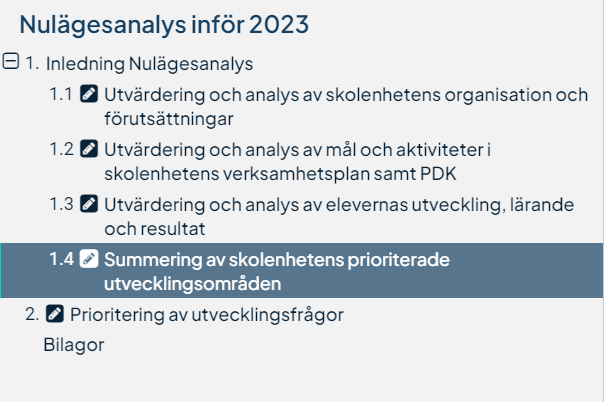 Nulägesanalys inför 2023
1. Inledning Nulägesanalys
1.1 Utvärdering och analys av skolenhetens organisation och
förutsättningar
1.2 Utvärdering och analys av mål och aktiviteter i
skolenhetens verksamhetsplan samt PDK
1.3 Utvärdering och analys av elevernas utveckling, lärande
och resultat
1.4 Summering av skolenhetens prioriterade
utvecklingsområden
2. Prioritering av utvecklingsfrågor
Bilagor